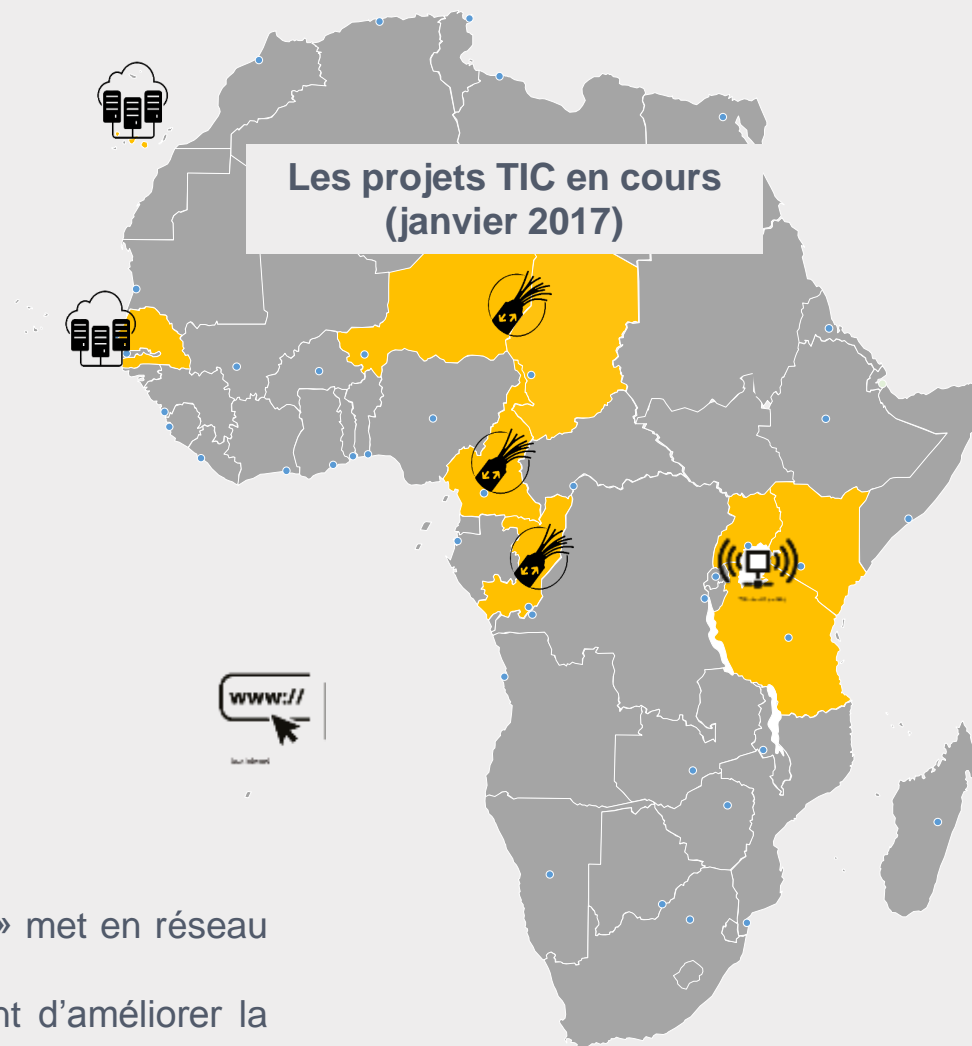 Les projets TIC en cours
(janvier 2017)
www://
» met en réseau
nt d’améliorer la